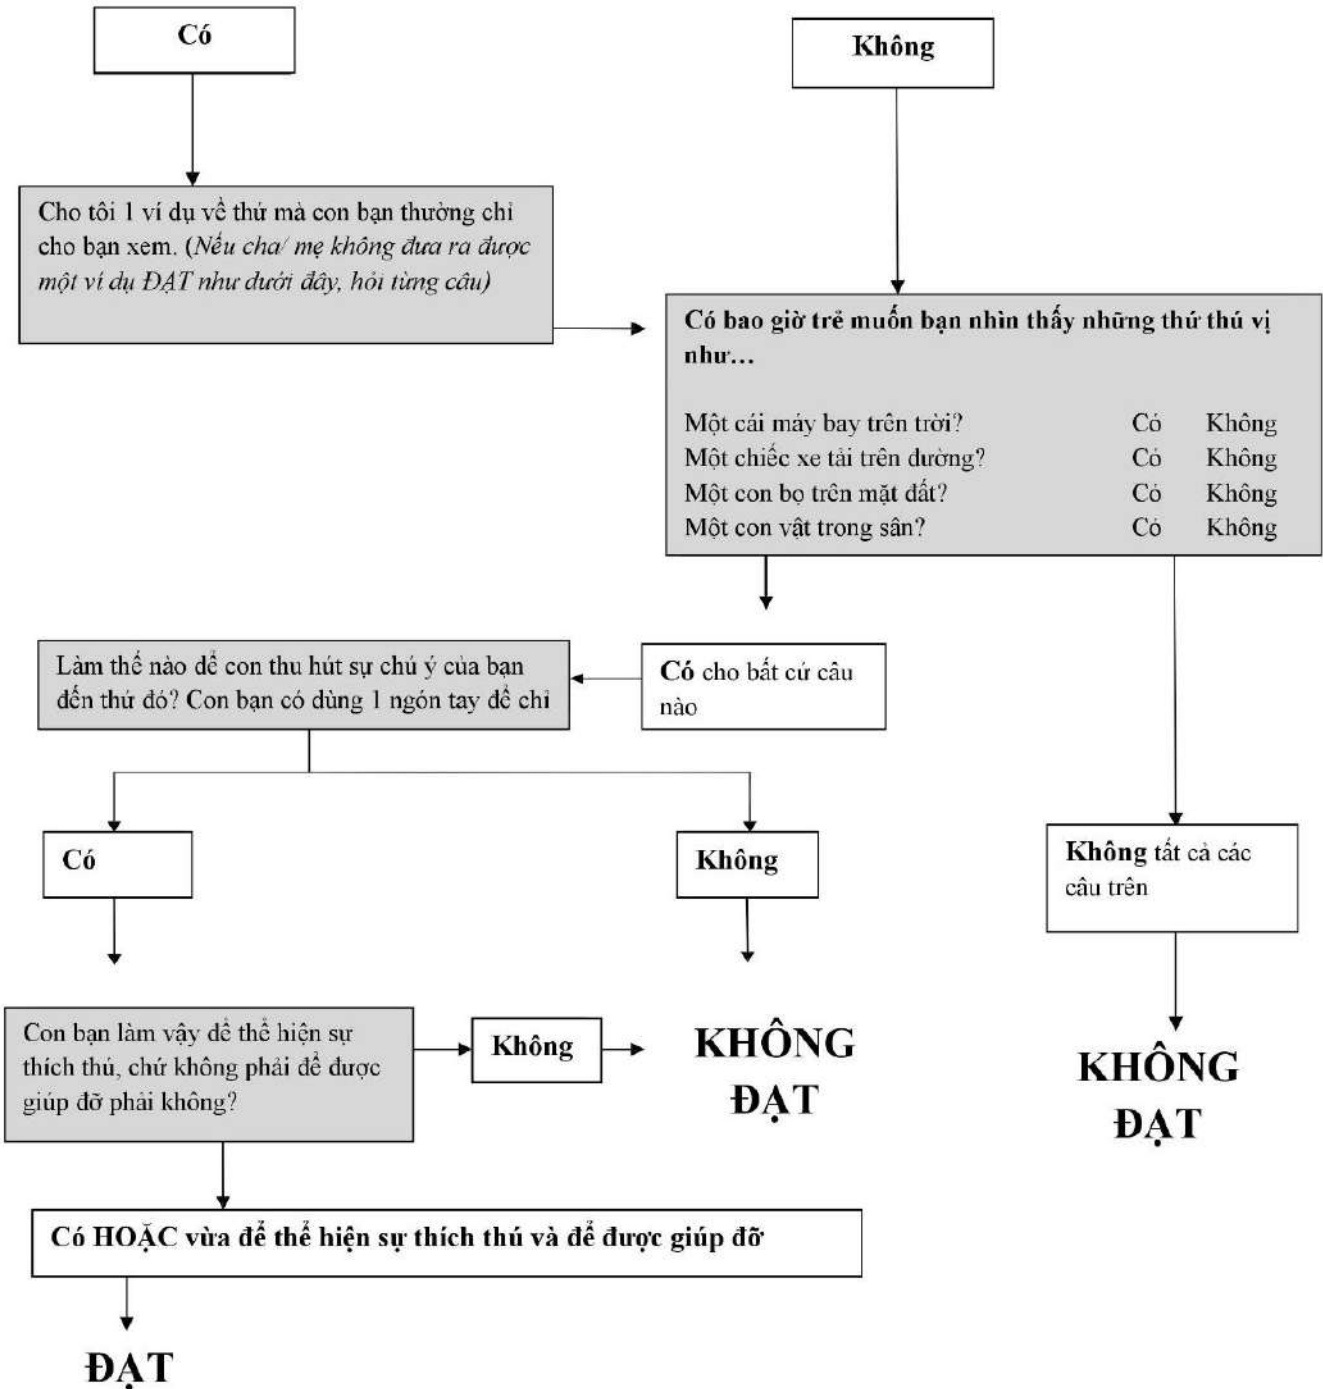 Có
Không
Cho tôi 1 ví dụ về thứ mà con bạn thường chỉ
cho bạn xem. (Nếu cha/ mẹ không đưa ra được
một ví dụ ĐẠT như dưới đây, hỏi từng câu)
Có bao giờ trẻ muốn bạn nhìn thấy những thứ thú vị
như...
Một cái máy bay trên trời? Có Không
Một chiếc xe tải trên đường? Có Không
Một con bọ trên mặt đất? Có Không
Một con vật trong sân? Có Không
Làm thế nào để con thu hút sự chú ý của bạn
đến thứ đó? Con bạn có dùng 1 ngón tay để chỉ
Có cho bất cứ câu
nào
Có
Không
Không tất cả các
câu trên
Con bạn làm vậy để thể hiện sự
thích thú, chứ không phải để được
giúp đỡ phải không?
Không
KHÔNG
ĐẠT
KHÔNG
ĐẠT
Có HOẶC vừa để thể hiện sự thích thú và để được giúp đỡ
ĐẠT